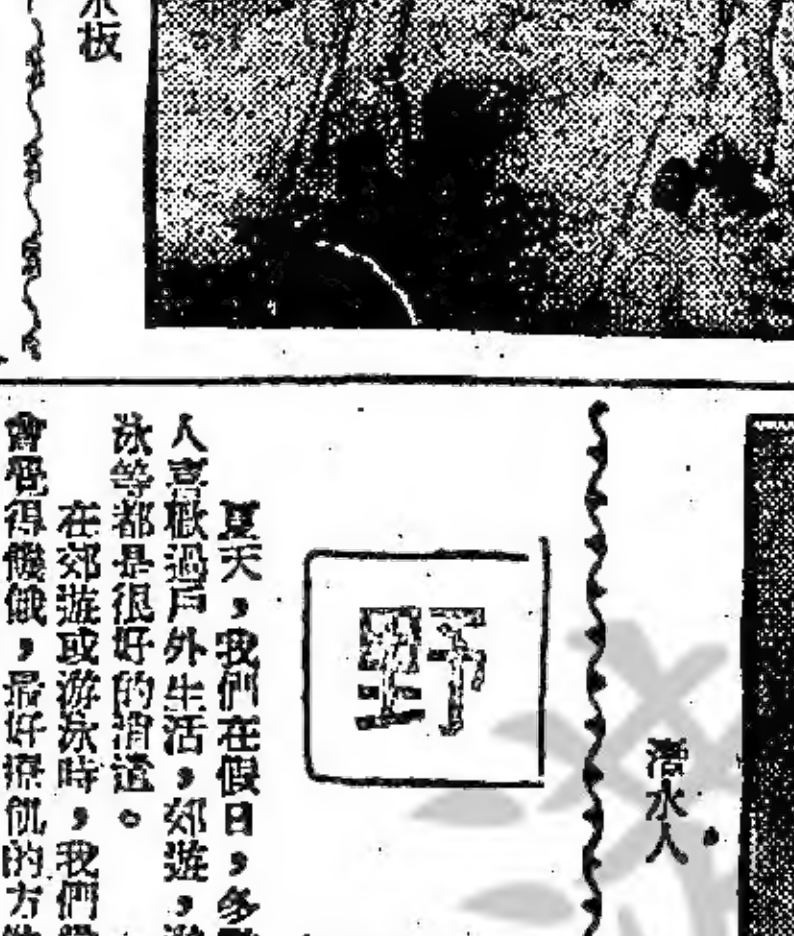 水板
潛水人
野
夏天，我們在假日，多
人喜歡過戶外生活，郊遊，
泳等都是很好的消遣。
在郊遊或游泳時，我們
會覺得饑餓，最好療飢的方